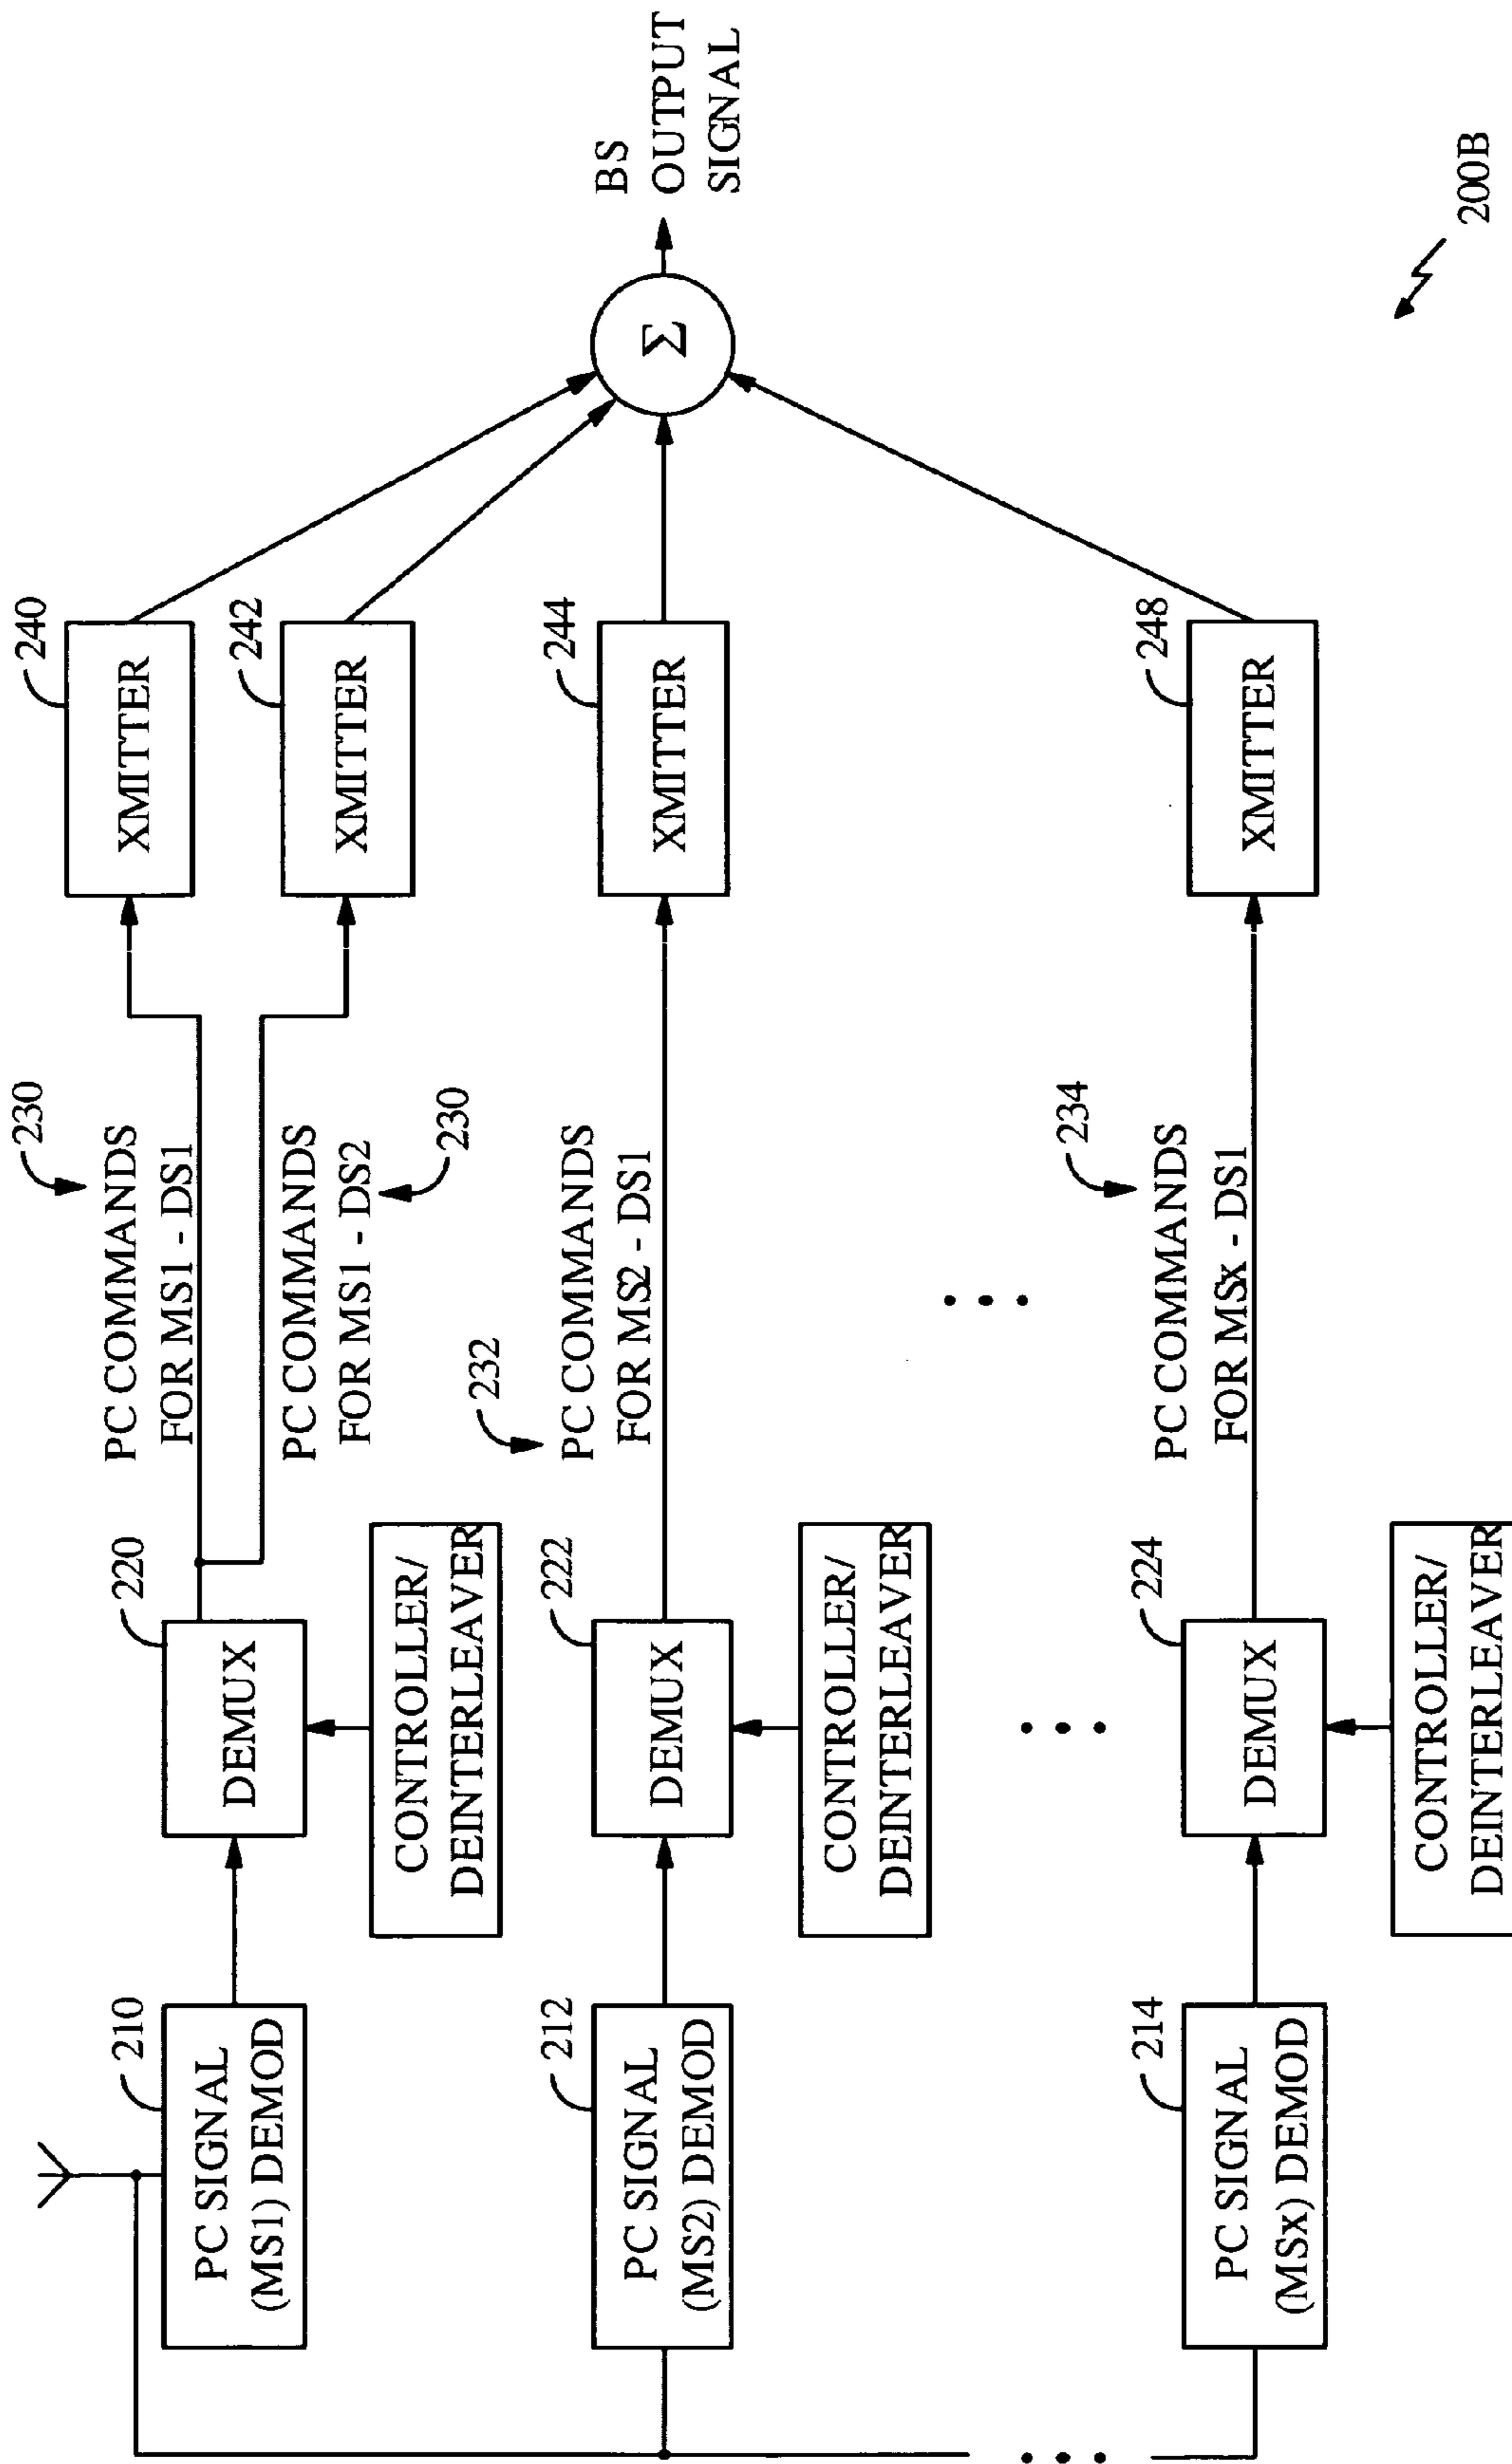 210
PC SIGNAL
(MS1) DEMOD
220
DEMUX
CONTROLLER/
DEINTERLEAVER
230
PC COMMANDS
FOR MS1 - DS1
PC COMMANDS
FOR MS1 - DS2
230
240
XMITTER
242
XMITTER
212
PC SIGNAL
(MS2) DEMOD
222
DEMUX
CONTROLLER/
DEINTERLEAVER
232
PC COMMANDS
FOR MS2 - DS1
244
XMITTER
Σ
BS
OUTPUT
SIGNAL
214
PC SIGNAL
(MSx) DEMOD
224
DEMUX
CONTROLLER/
DEINTERLEAVER
234
PC COMMANDS
FOR MSx - DS1
248
XMITTER
200B